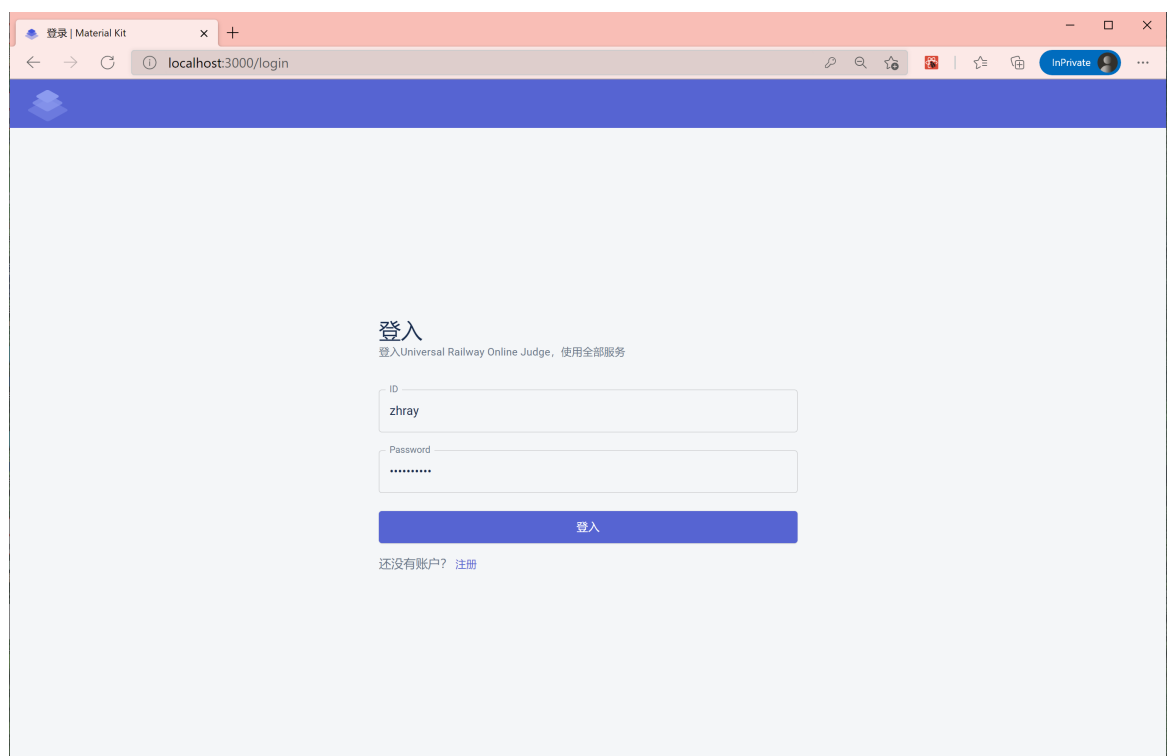 登录 | Material Kit
localhost:3000/login
InPrivate
登入
登入Universal Railway Online Judge，使用全部服务
ID
zhray
Password
••••••••••
登入
还没有账户？ 注册